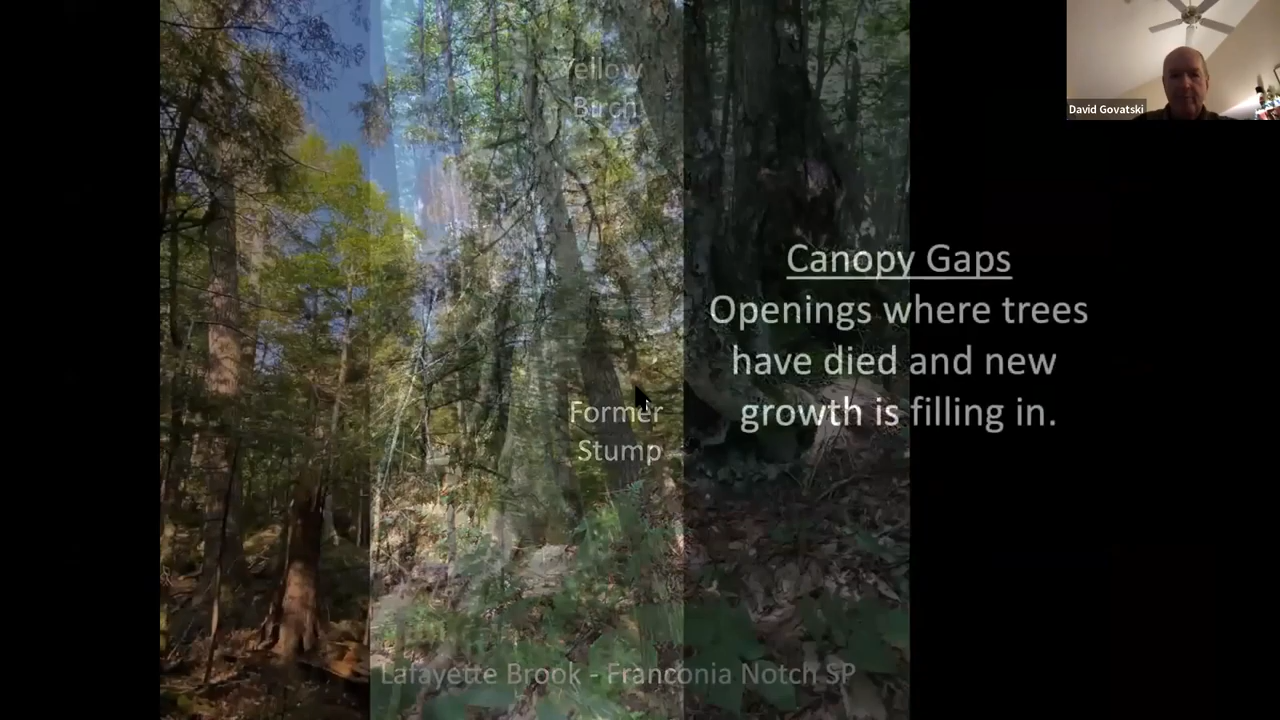 Yellow
Birch
David Govatski
Canopy Gaps
Openings where trees
have died and new
growth is filling in.
Former
Stump
Lafayette Brook - Franconia Notch SP